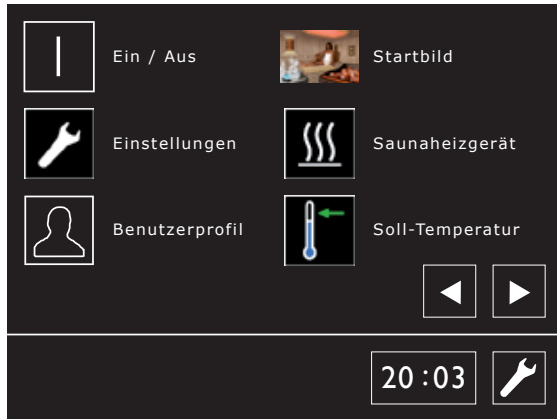 Ein / Aus
Startbild
Einstellungen
Saunaheizgerät
Benutzerprofil
Soll-Temperatur
20:03